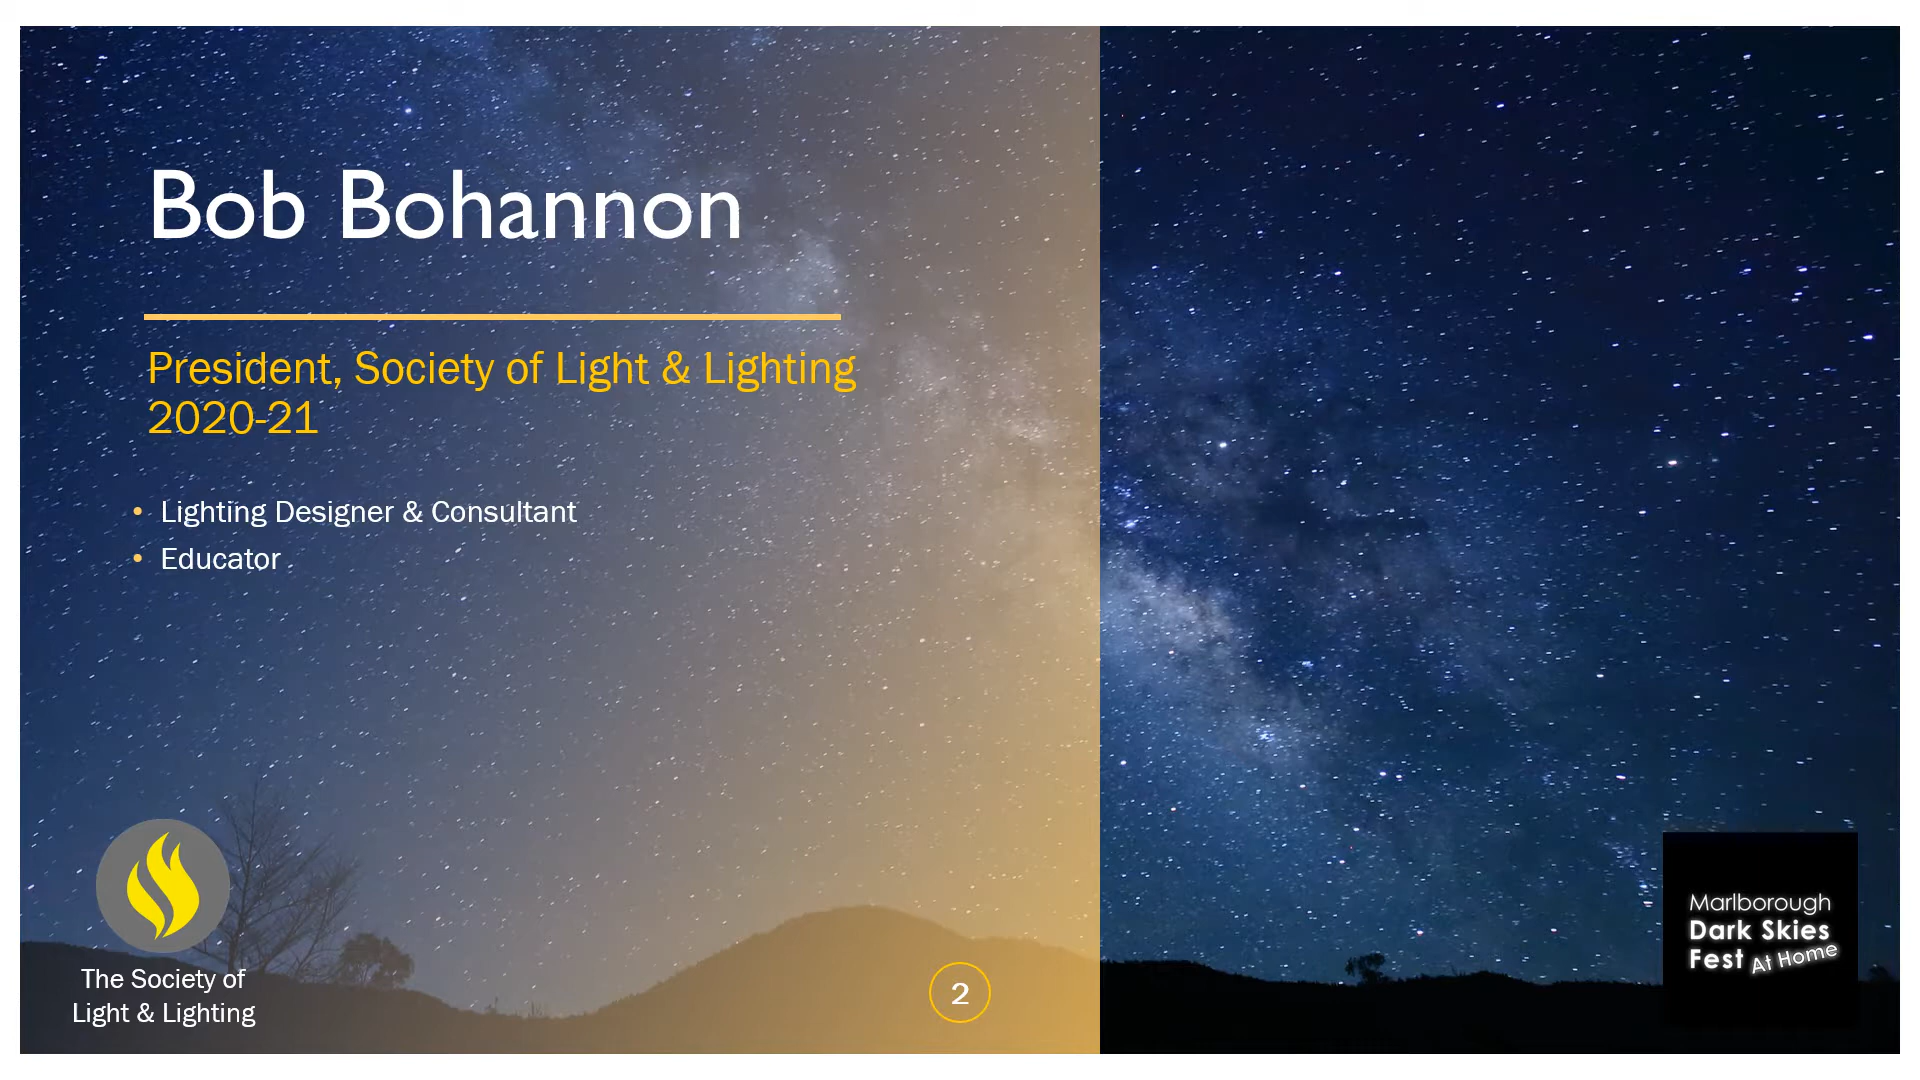 Bob Bohannon
President, Society of Light & Lighting
2020-21
• Lighting Designer & Consultant
• Educator
The Society of
Light & Lighting
2
Marlborough
Dark Skies
Fest At Home